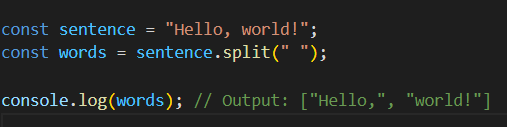 const sentence = "Hello, world!";
const words = sentence.split(" ");
console.log(words); // Output: ["Hello,", "world!"]